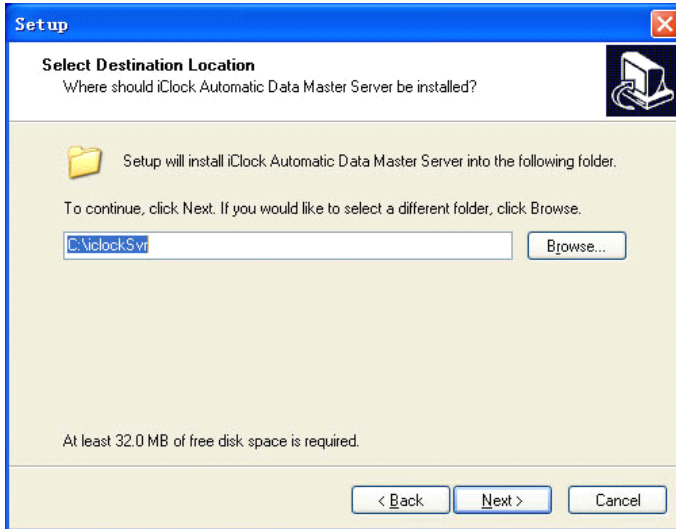 Setup
Select Destination Location
Where should iClock Automatic Data Master Server be installed?
Setup will install iClock Automatic Data Master Server into the following folder.
To continue, click Next. If you would like to select a different folder, click Browse.
C:\iclockSvr
Browse...
At least 32.0 MB of free disk space is required.
< Back
Next >
Cancel